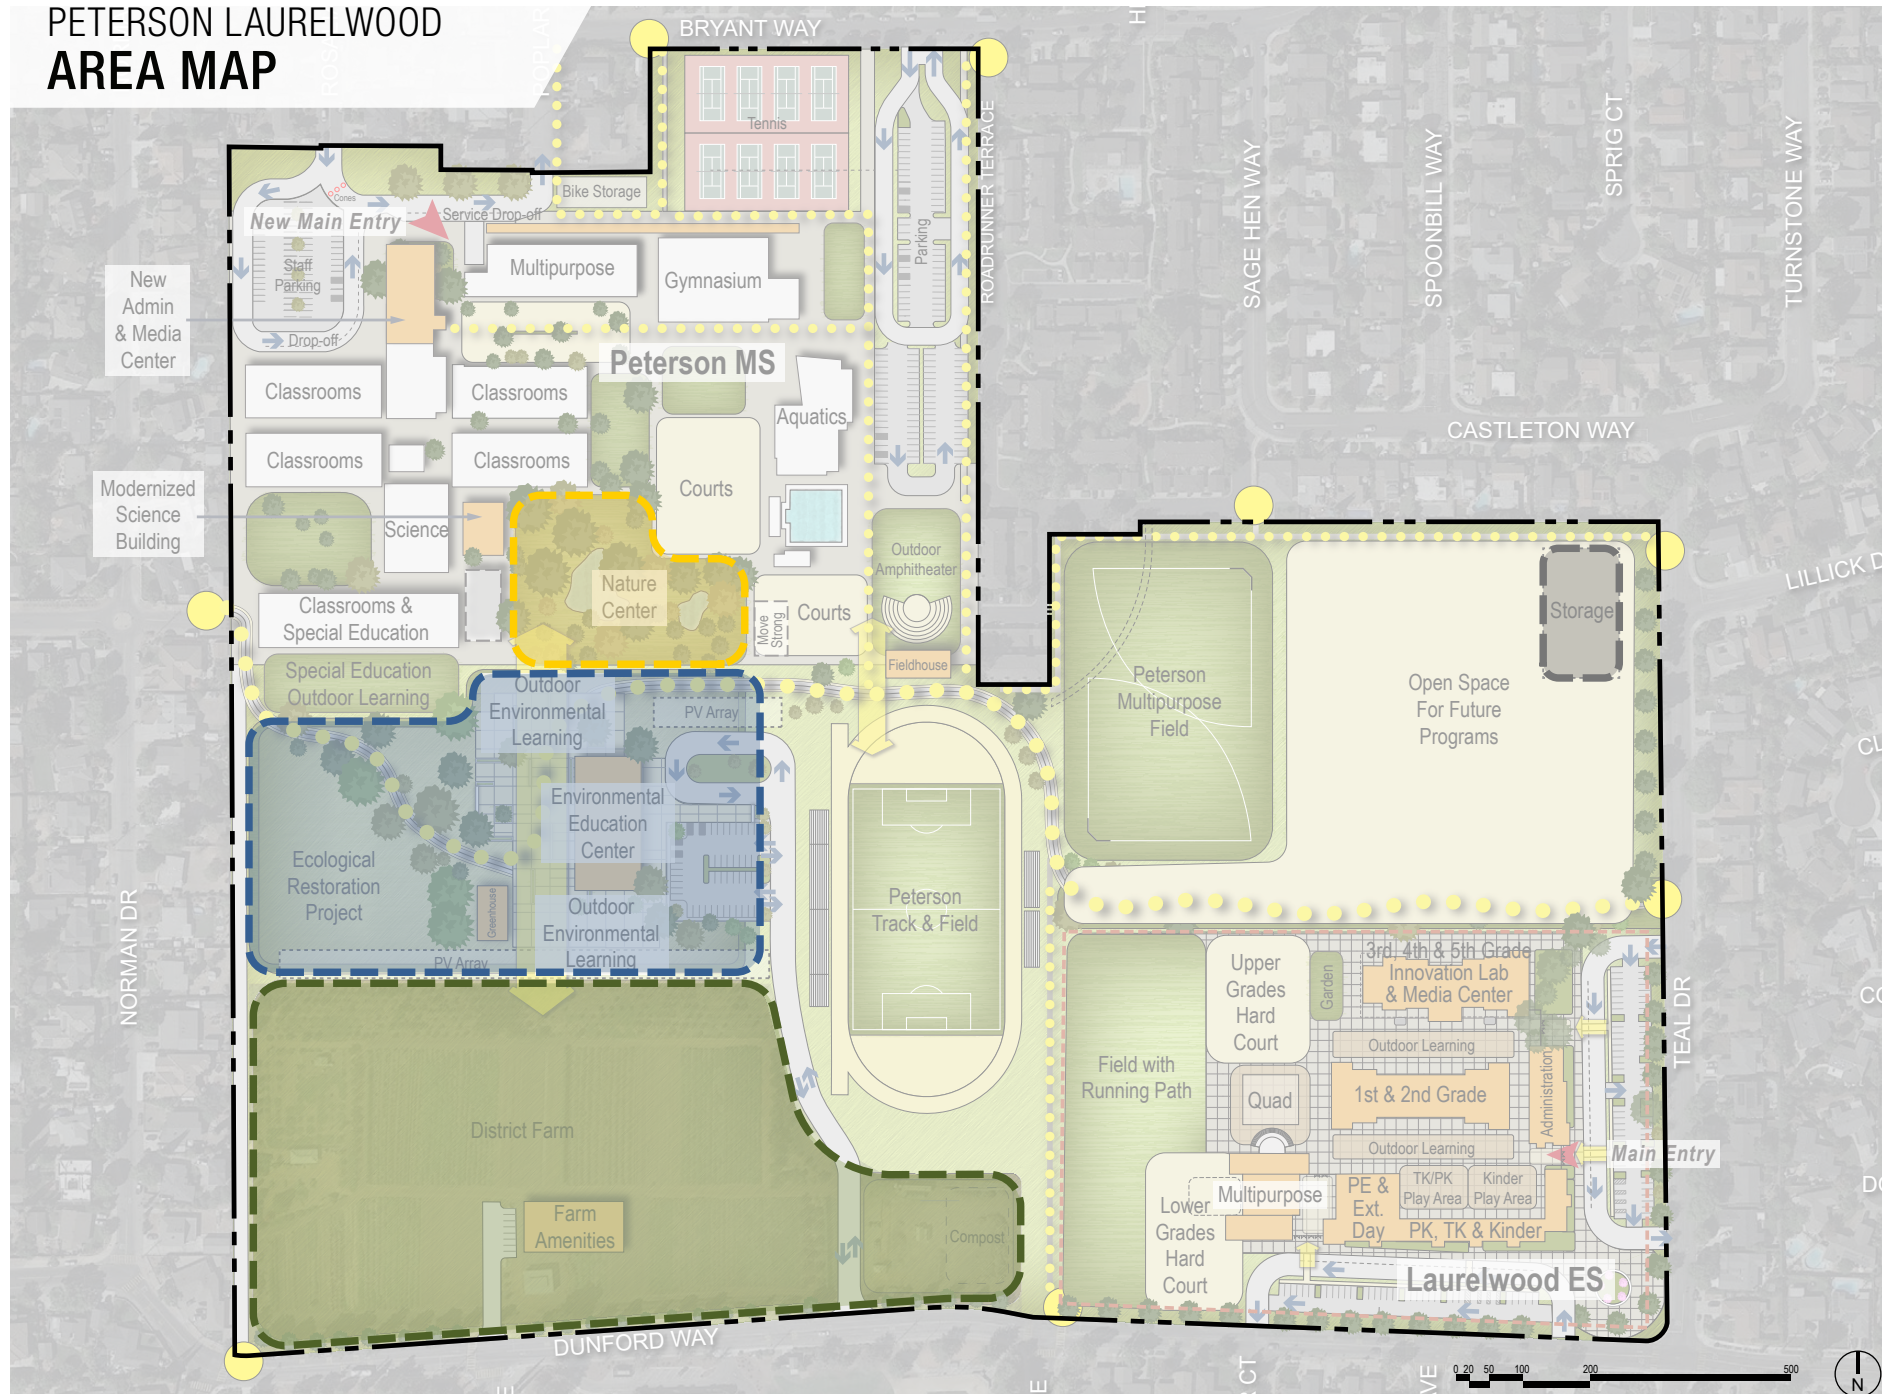 PETERSON LAURELWOOD
AREA MAP
BRYANT WAY
ROADRUNNER TERRACE
SAGE HEN WAY
SPOONBILL WAY
SPRIG CT
TURNSTONE WAY
CASTLETON WAY
TEAL DR
NORMAN DR
DUNFORD WAY
Tennis
Bike Storage
Cones
Service Drop-off
New Main Entry
Staff
Parking
Drop-off
Parking
New
Admin
& Media
Center
Multipurpose
Gymnasium
Peterson MS
Classrooms
Classrooms
Classrooms
Classrooms
Aquatics
Courts
Modernized
Science
Building
Science
Nature
Center
Outdoor
Amphitheater
Courts
Move
Strong
Classrooms &
Special Education
Special Education
Outdoor Learning
Fieldhouse
Outdoor
Environmental
Learning
PV Array
Environmental
Education
Center
Ecological
Restoration
Project
Greenhouse
Outdoor
Environmental
Learning
PV Array
Peterson
Track & Field
Peterson
Multipurpose
Field
Open Space
For Future
Programs
Storage
District Farm
Farm
Amenities
Compost
Field with
Running Path
Upper
Grades
Hard
Court
Garden
3rd, 4th & 5th Grade
Innovation Lab
& Media Center
Outdoor Learning
Quad
1st & 2nd Grade
Administration
Outdoor Learning
Main Entry
Multipurpose
Lower
Grades
Hard
Court
PE &
Ext.
Day
TK/PK
Play Area
Kinder
Play Area
PK, TK & Kinder
Laurelwood ES
0 20 50 100 200 500
N